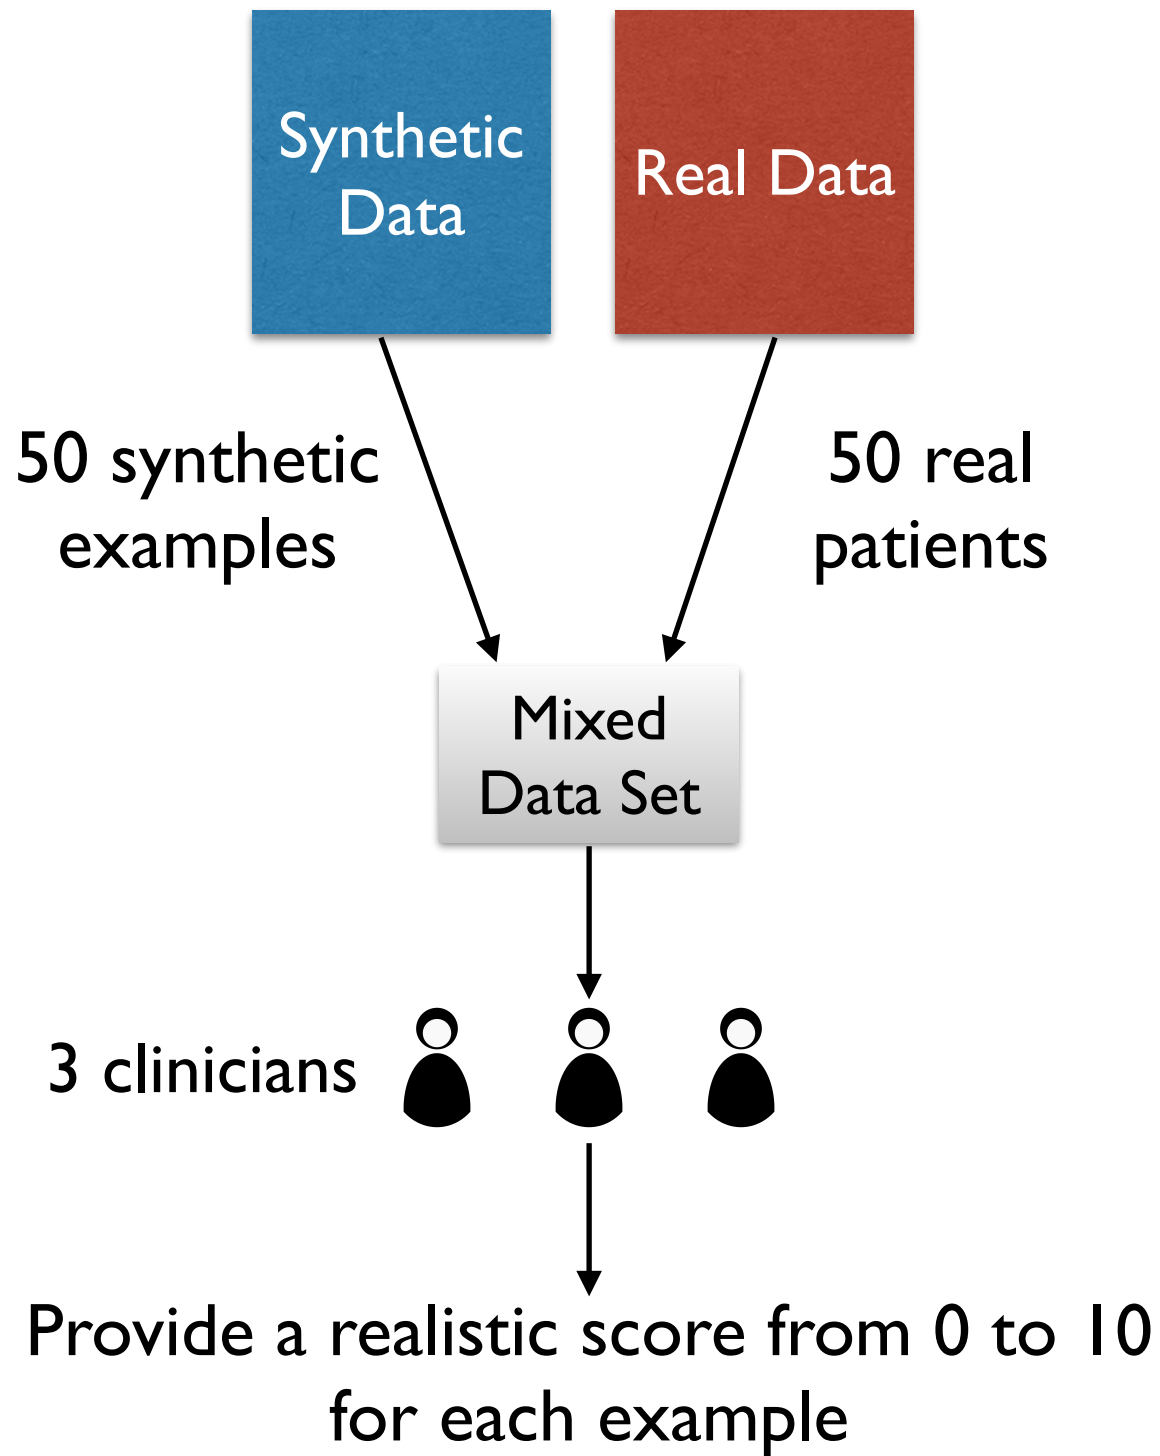 Synthetic
Data
Real Data
50 synthetic
examples
50 real
patients
Mixed
Data Set
3 clinicians
Provide a realistic score from 0 to 10
for each example